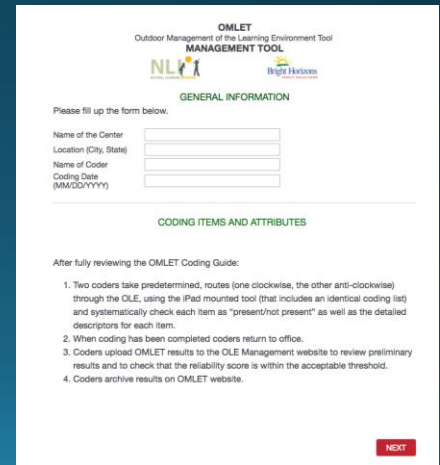 OMLET
Outdoor Management of the Learning Environment Tool
MANAGEMENT TOOL
NLI
Bright Horizons
GENERAL INFORMATION
Please fill up the form below.
Name of the Center
Location (City, State)
Name of Coder
Coding Date
(MM/DD/YYYY)
CODING ITEMS AND ATTRIBUTES
After fully reviewing the OMLET Coding Guide:
1. Two coders take predetermined, routes (one clockwise, the other anti-clockwise)
through the OLE, using the iPad mounted tool (that includes an identical coding list)
and systematically check each item as "present/not present" as well as the detailed
descriptors for each item.
2. When coding has been completed coders return to office.
3. Coders upload OMLET results to the OLE Management website to review preliminary
results and to check that the reliability score is within the acceptable threshold.
4. Coders archive results on OMLET website.
NEXT